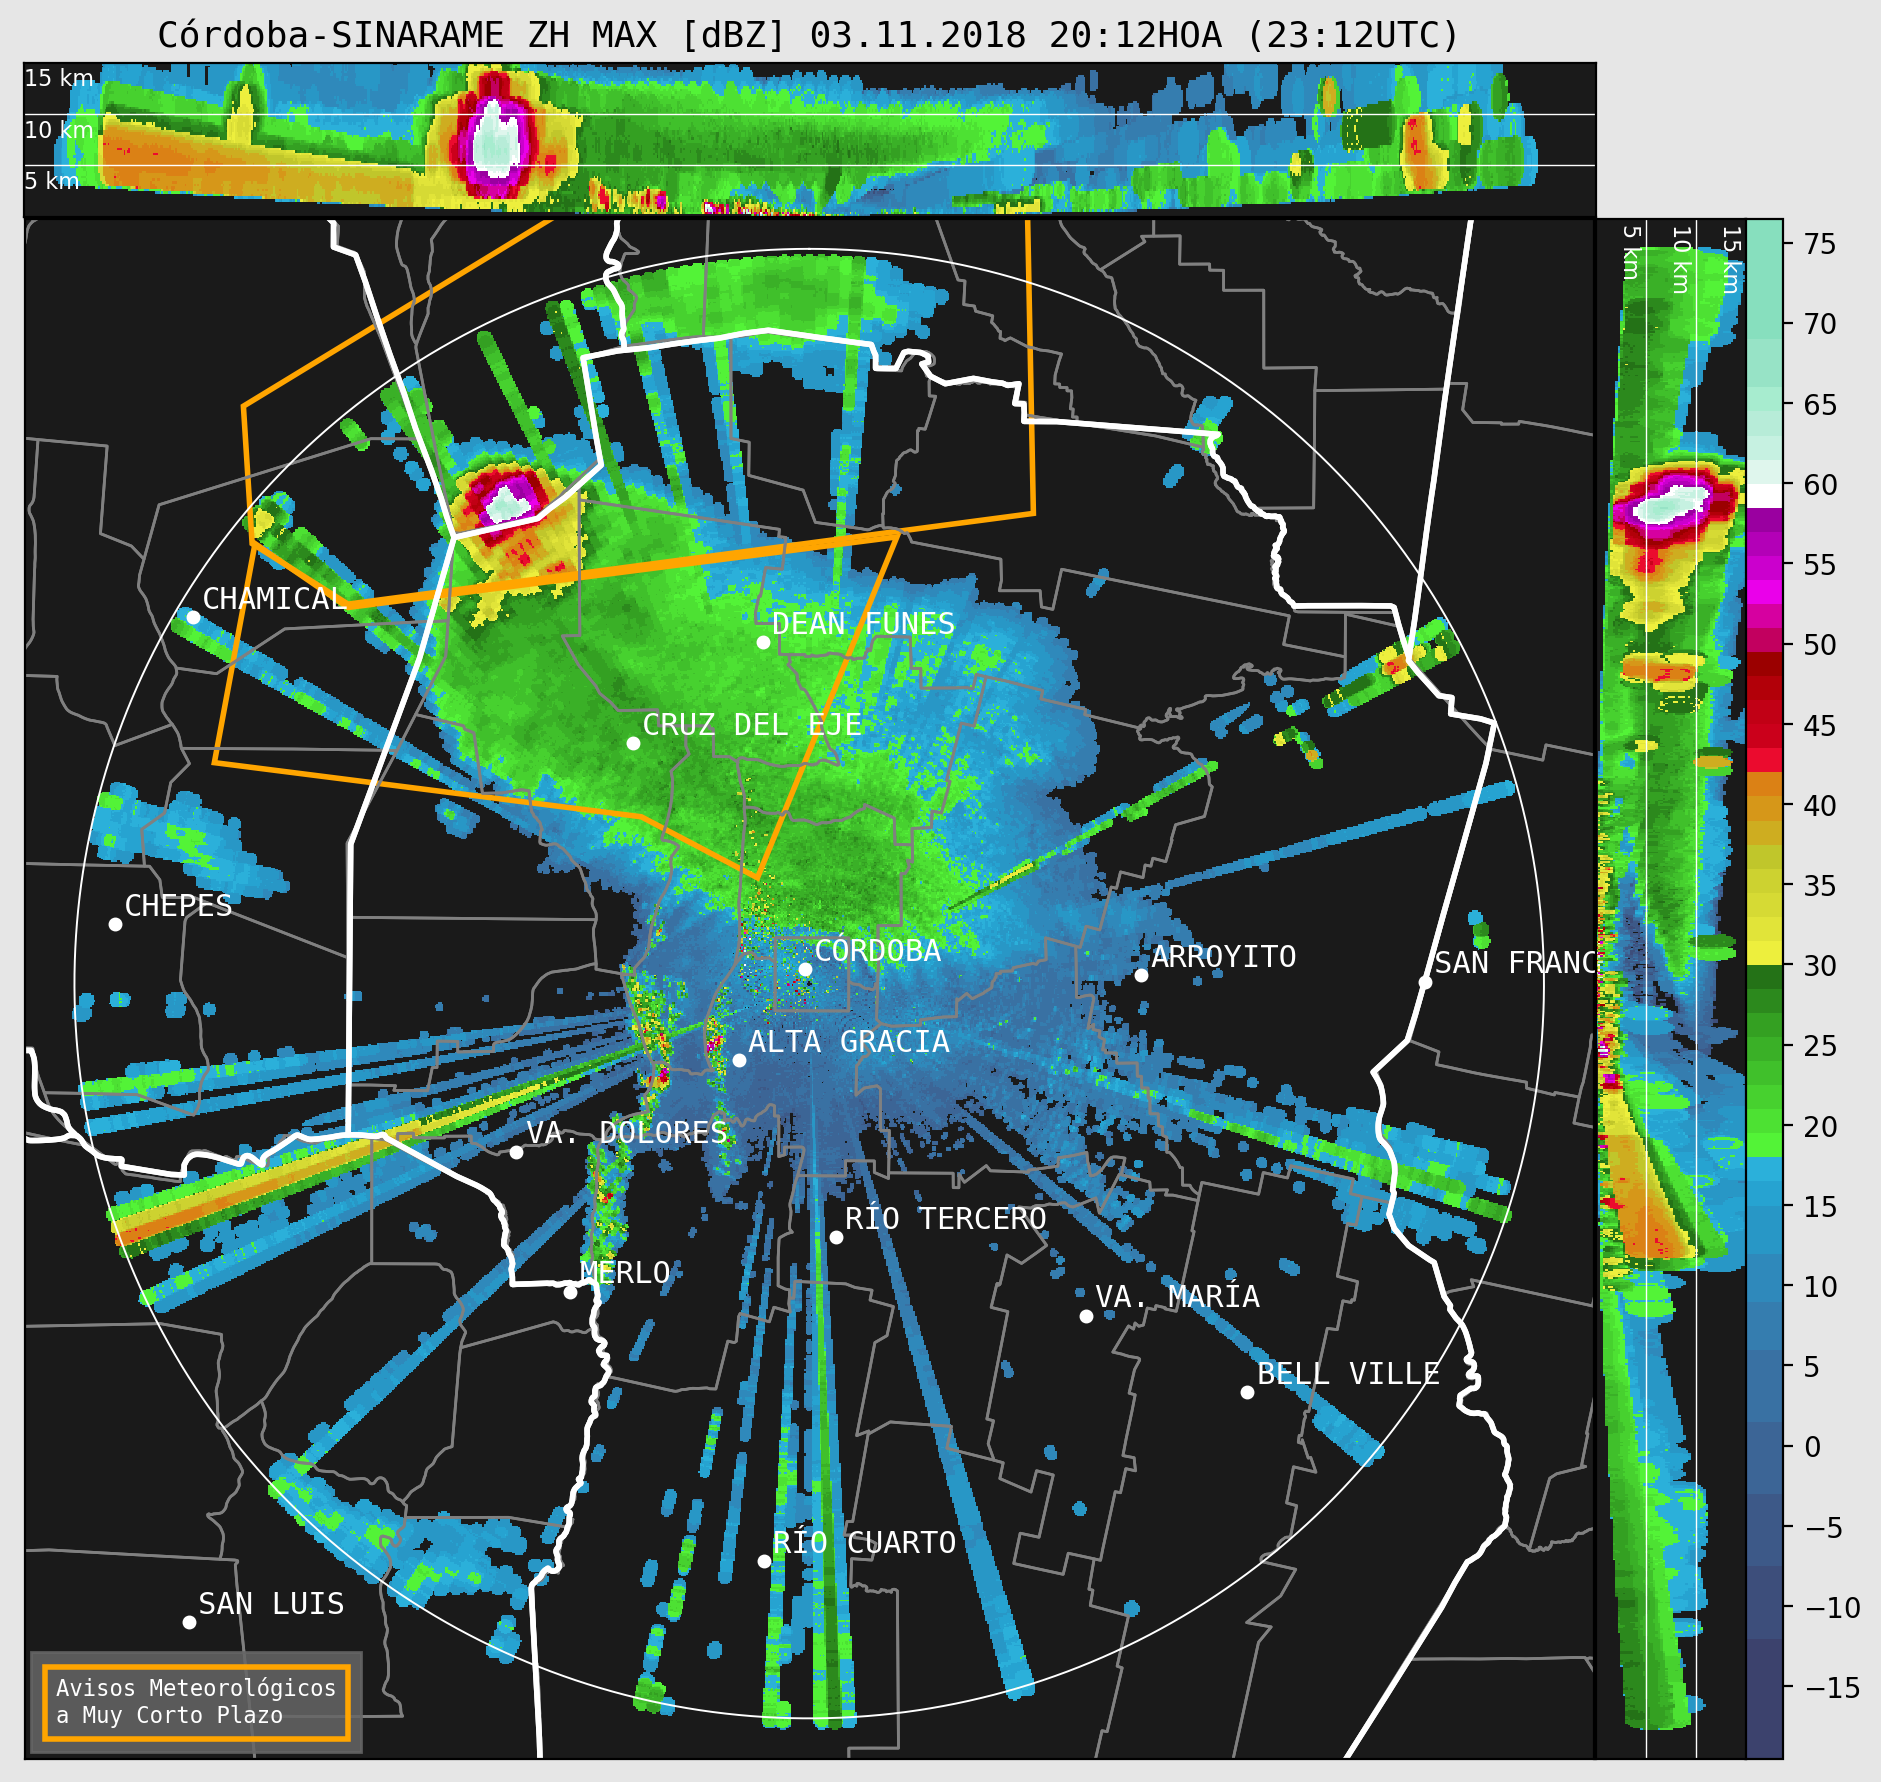 Córdoba-SINARAME ZH MAX [dBZ] 03.11.2018 20:12HOA (23:12UTC)
15 km
10 km
5 km
5 km
10 km
15 km
75
70
65
60
55
50
45
40
35
30
25
20
15
10
5
0
−5
−10
−15
CHAMICAL
DEAN FUNES
CRUZ DEL EJE
CHEPES
CÓRDOBA
ARROYITO
SAN FRANC
ALTA GRACIA
VA. DOLORES
RÍO TERCERO
MERLO
VA. MARÍA
BELL VILLE
RÍO CUARTO
SAN LUIS
Avisos Meteorológicos
a Muy Corto Plazo